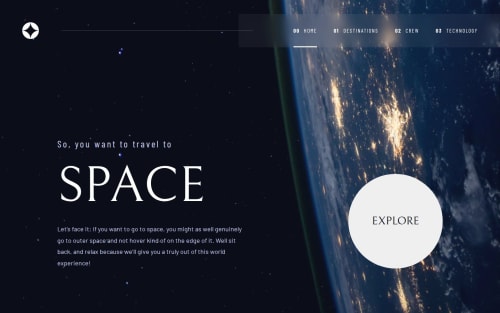 00 HOME 01 DESTINATIONS 02 CREW 03 TECHNOLOGY
So, you want to travel to
SPACE
Let's face it; if you want to go to space, you might as well genuinely
go to outer space and not hover kind of on the edge of it. Well sit
back, and relax because we'll give you a truly out of this world
experience!
EXPLORE